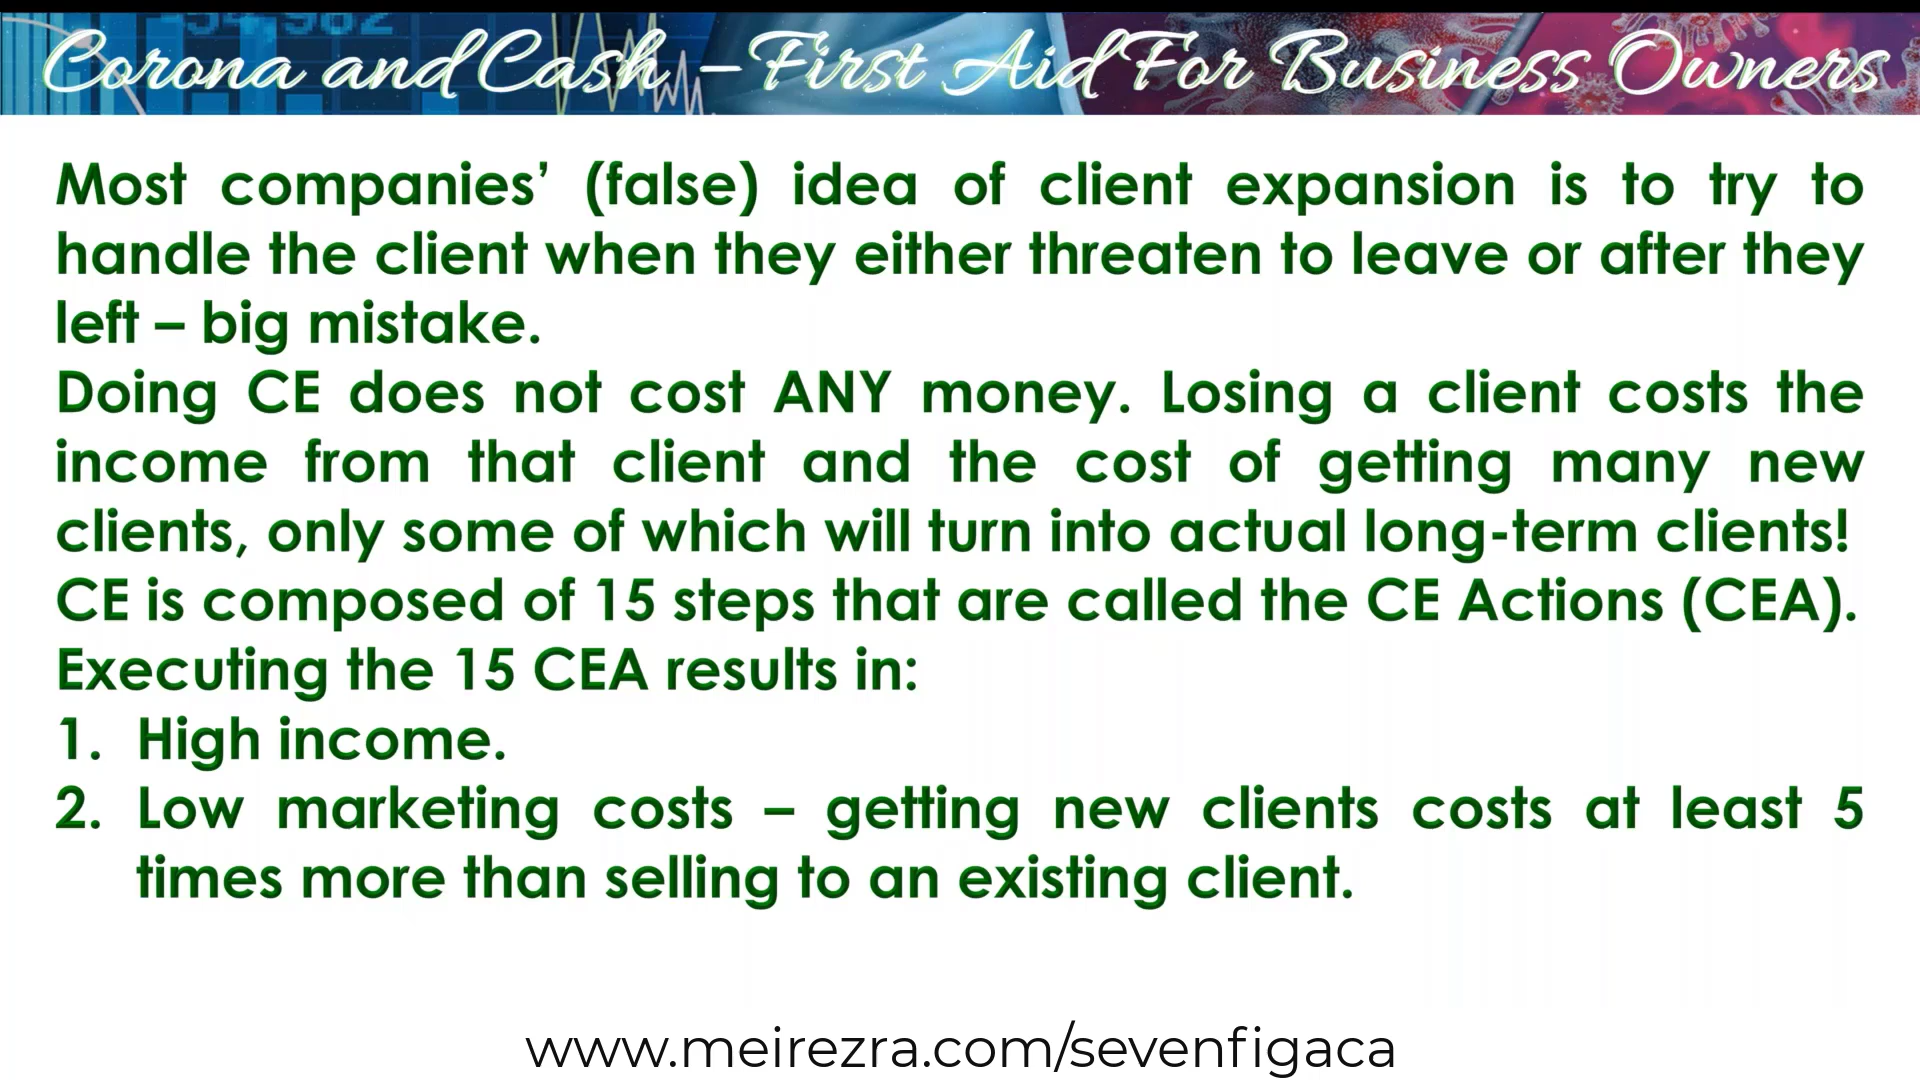 Corona and Cash – First Aid For Business Owners
Most companies’ (false) idea of client expansion is to try to
handle the client when they either threaten to leave or after they
left – big mistake.
Doing CE does not cost ANY money. Losing a client costs the
income from that client and the cost of getting many new
clients, only some of which will turn into actual long-term clients!
CE is composed of 15 steps that are called the CE Actions (CEA).
Executing the 15 CEA results in:
1. High income.
2. Low marketing costs – getting new clients costs at least 5
times more than selling to an existing client.
www.meirezra.com/sevenfigaca